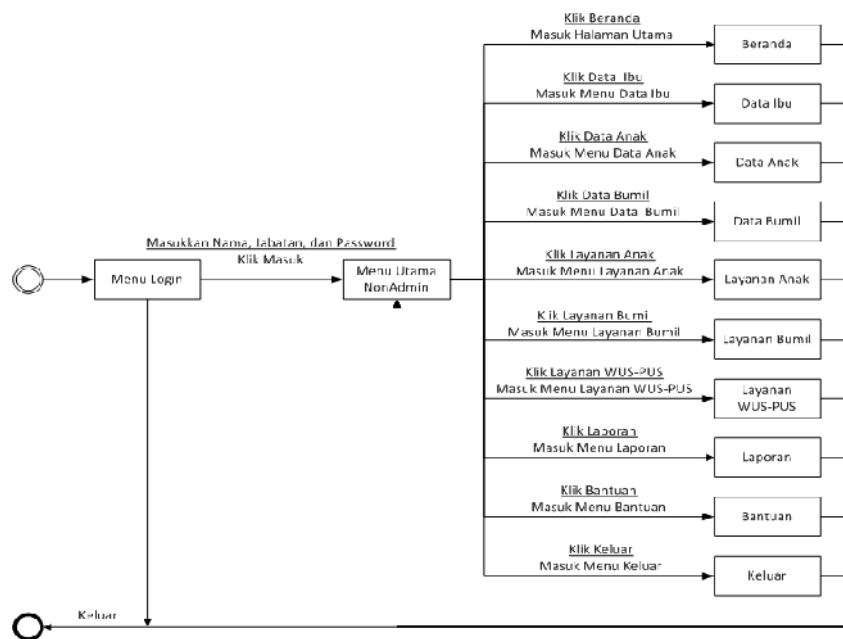 Klik Beranda
Masuk Halaman Utama
Beranda
Klik Data Ibu
Masuk Menu Data Ibu
Data Ibu
Klik Data Anak
Masuk Menu Data Anak
Data Anak
Klik Data Bumil
Masuk Menu Data Bumil
Data Bumil
Masukkan Nama, Jabatan, dan Password
Klik Masuk
Menu Login
Menu Utama
NonAdmin
Klik Layanan Anak
Masuk Menu Layanan Anak
Layanan Anak
Klik Layanan Bumi
Masuk Menu Layanan Bumil
Layanan Bumil
Klik Layanan WUS-PUS
Masuk Menu Layanan WUS-PUS
Layanan
WUS-PUS
Klik Laporan
Masuk Menu Laporan
Laporan
Klik Bantuan
Masuk Menu Bantuan
Bantuan
Klik Keluar
Masuk Menu Keluar
Keluar
Keluar